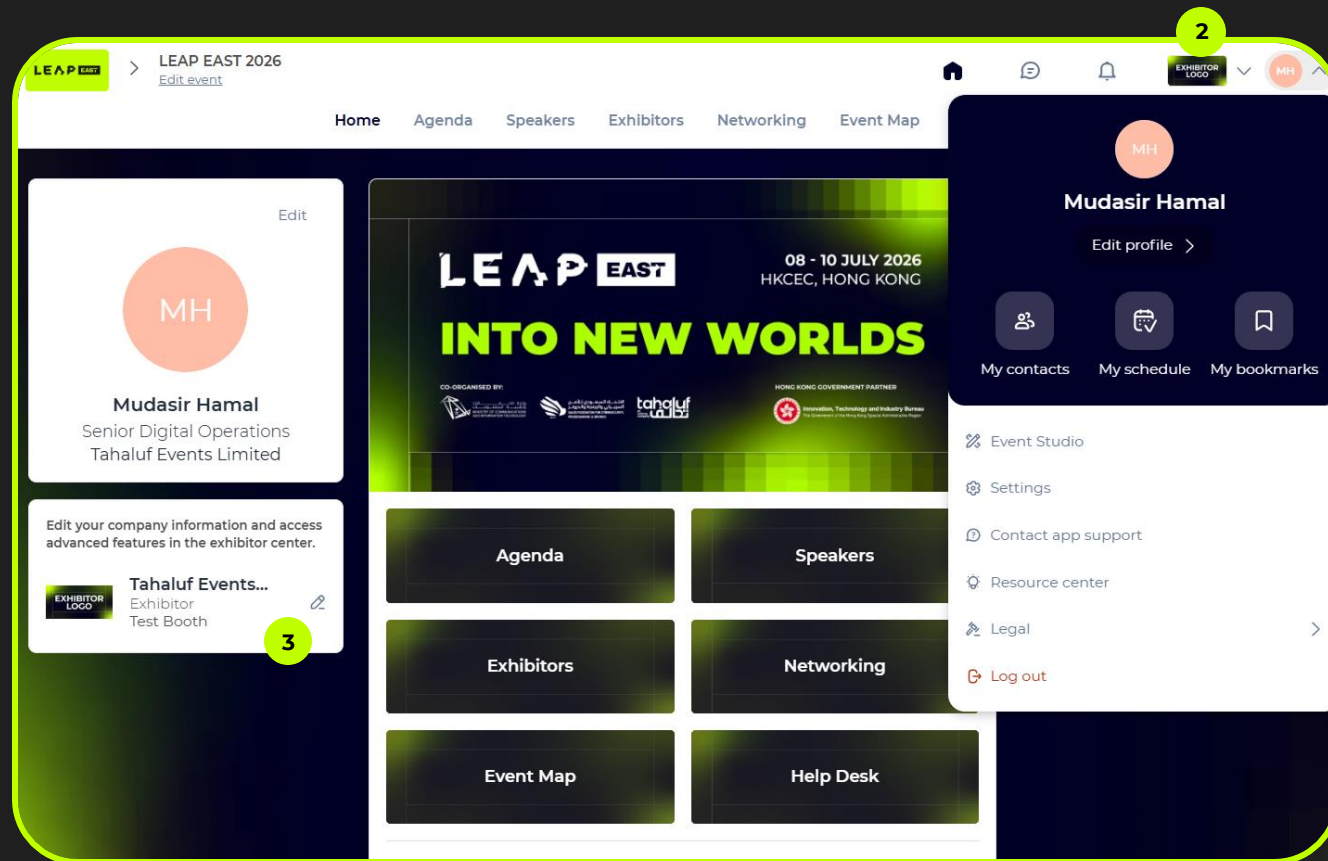 2
LEAP EAST
LEAP EAST 2026
Edit event
EXHIBITOR
LOGO
MH
Home
Agenda
Speakers
Exhibitors
Networking
Event Map
MH
Mudasir Hamal
Edit profile
My contacts
My schedule
My bookmarks
Event Studio
Settings
Contact app support
Resource center
Legal
Log out
Edit
MH
Mudasir Hamal
Senior Digital Operations
Tahaluf Events Limited
Edit your company information and access
advanced features in the exhibitor center.
EXHIBITOR
LOGO
Tahaluf Events...
Exhibitor
Test Booth
3
LEAP EAST
08 - 10 JULY 2026
HKCEC, HONG KONG
INTO NEW WORLDS
CO-ORGANISED BY:
HONG KONG GOVERNMENT PARTNER
tahaluf
تحالف
Innovation, Technology and Industry Bureau
Agenda
Speakers
Exhibitors
Networking
Event Map
Help Desk